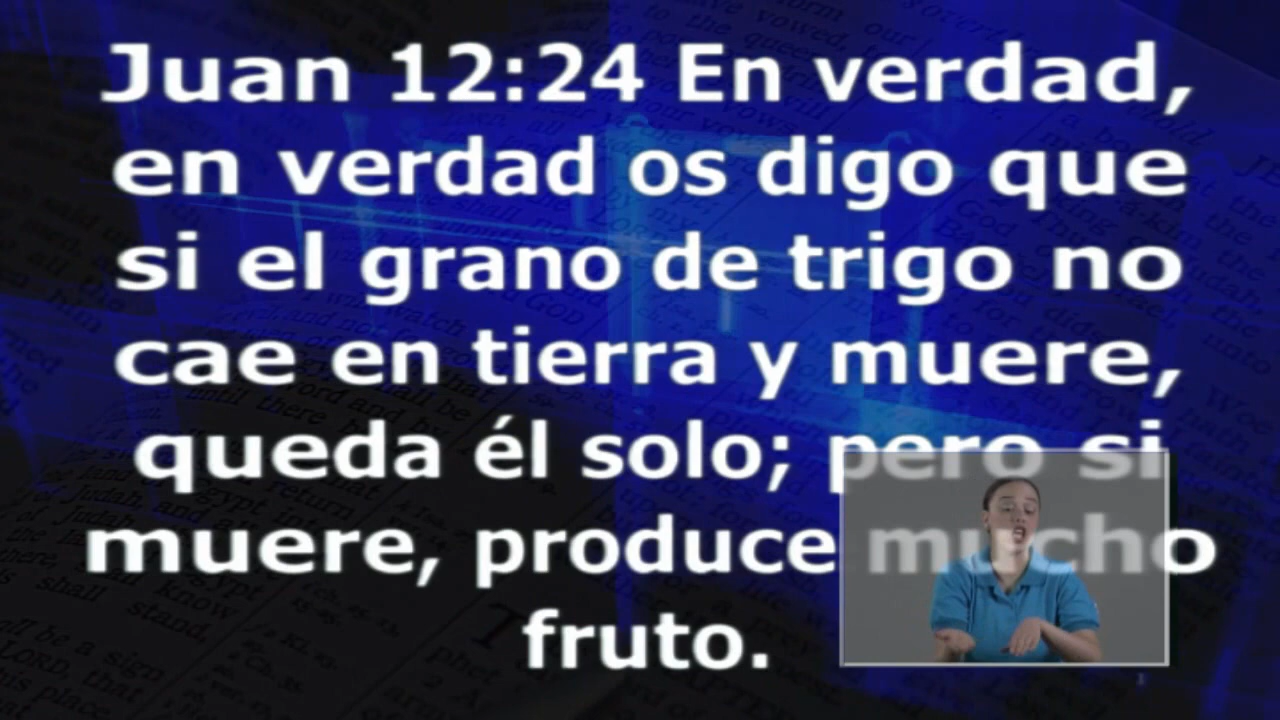 Juan 12:24 En verdad,
en verdad os digo que
si el grano de trigo no
cae en tierra y muere,
queda él solo; pero si
muere, produce mucho
fruto.